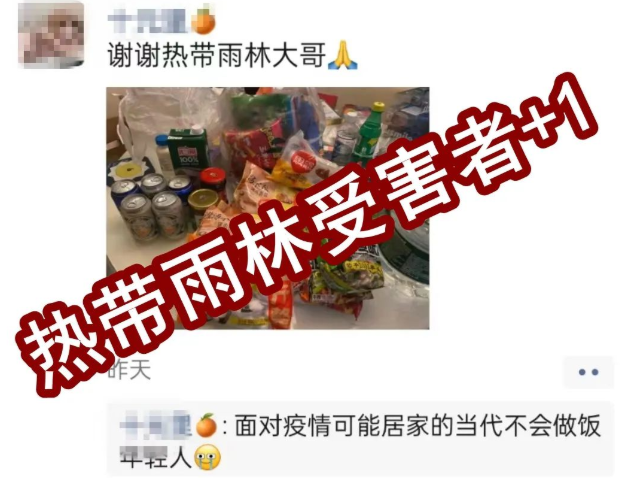 谢谢热带雨林大哥🙏
100%
热带雨林受害者+1
昨天
🍊: 面对疫情可能居家的当代不会做饭
年轻人😢